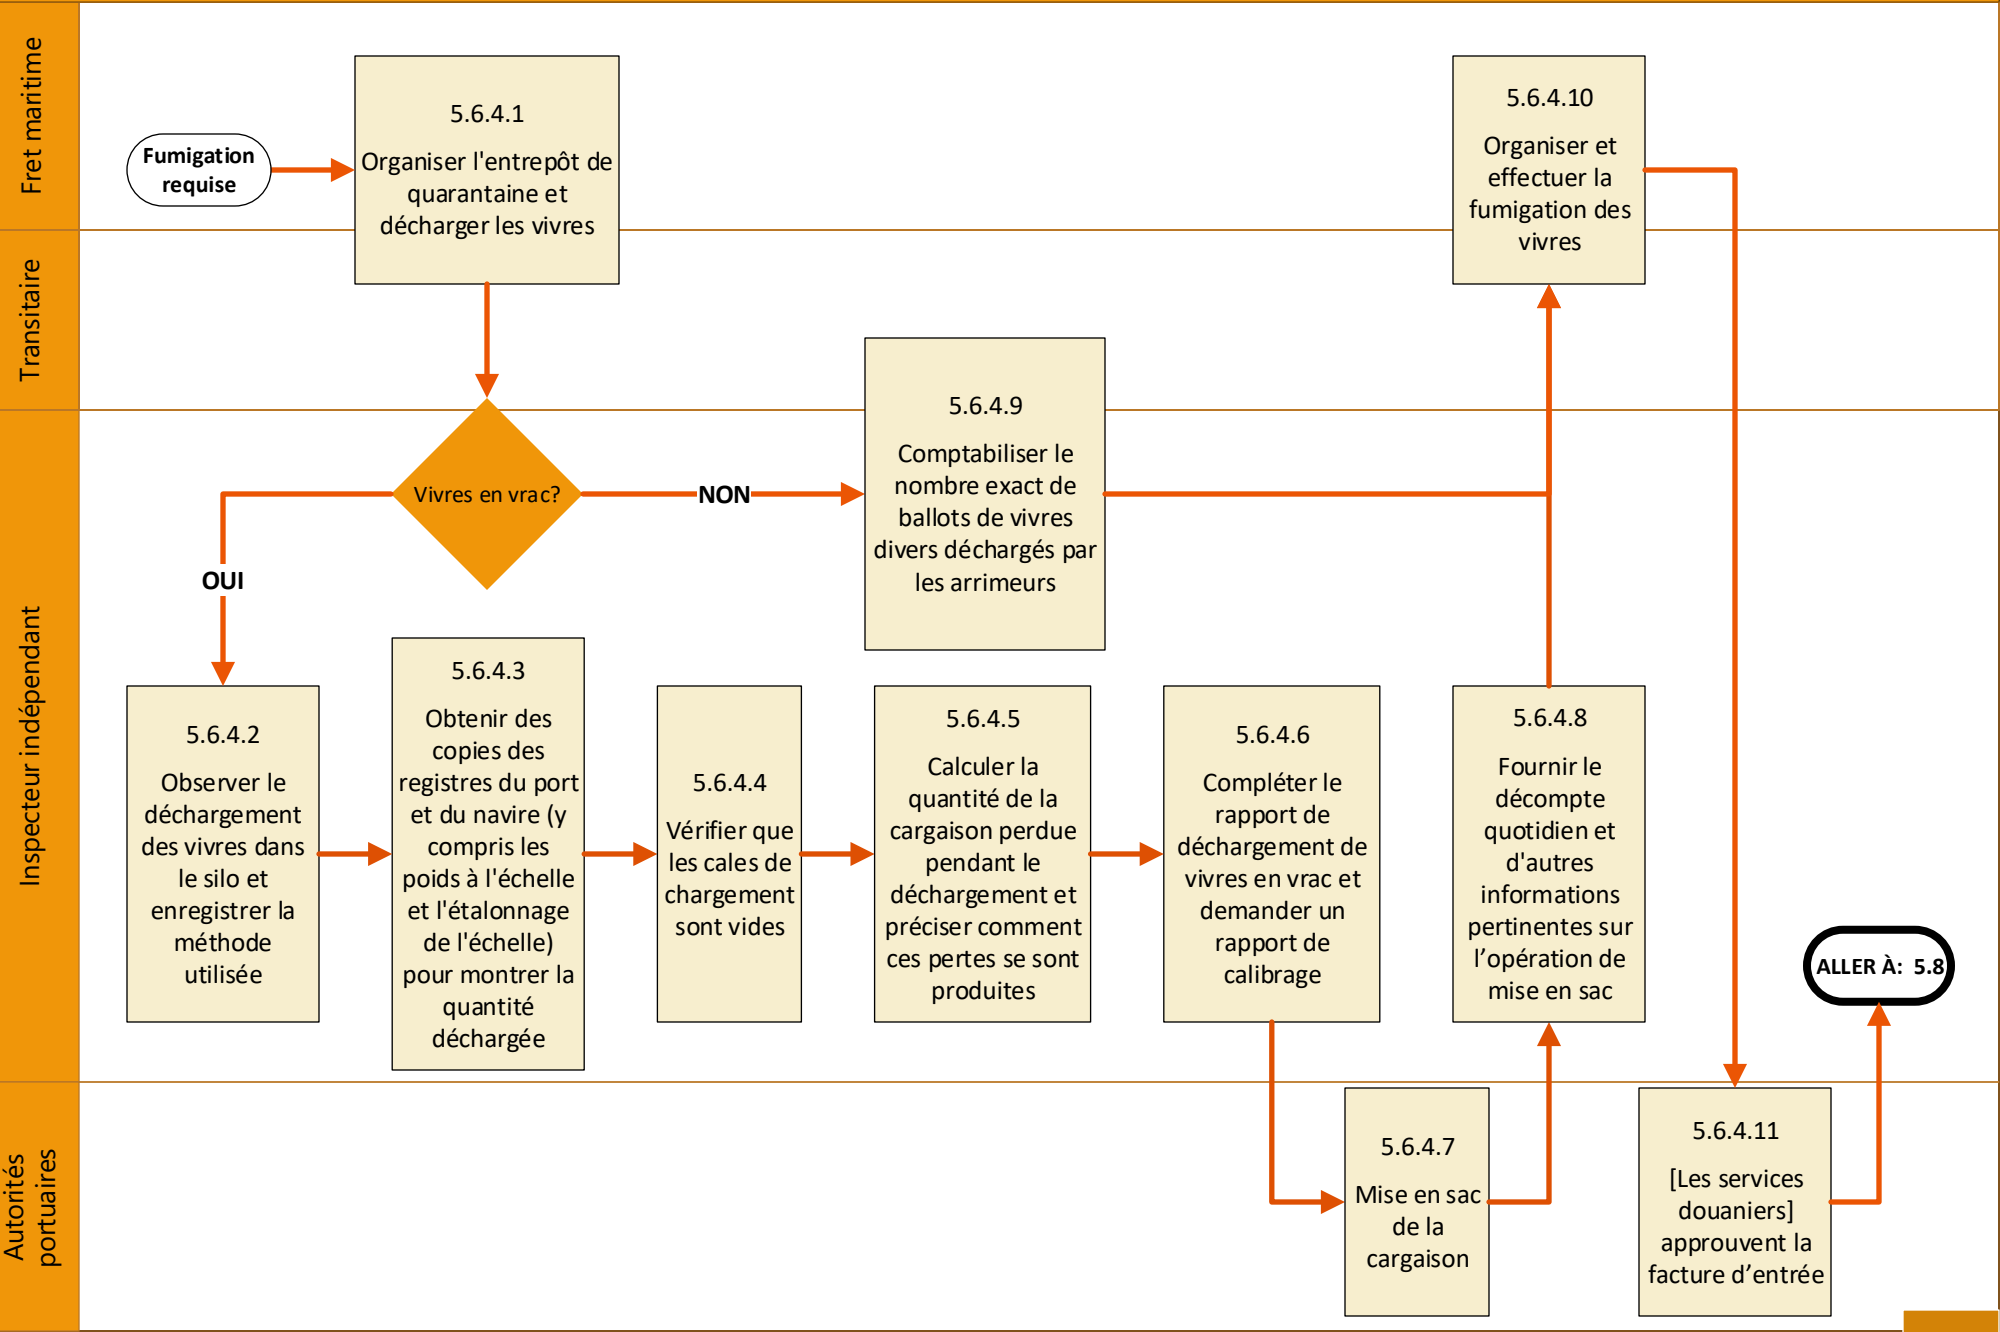 Fret maritime
Fumigation
requise
5.6.4.1
Organiser l'entrepôt de
quarantaine et
décharger les vivres
5.6.4.10
Organiser et
effectuer la
fumigation des
vivres
Transitaire
Inspecteur indépendant
Vivres en vrac?
NON
OUI
5.6.4.9
Comptabiliser le
nombre exact de
ballots de vivres
divers déchargés par
les arrimeurs
5.6.4.2
Observer le
déchargement
des vivres dans
le silo et
enregistrer la
méthode
utilisée
5.6.4.3
Obtenir des
copies des
registres du port
et du navire (y
compris les
poids à l'échelle
et l'étalonnage
de l'échelle)
pour montrer la
quantité
déchargée
5.6.4.4
Vérifier que
les cales de
chargement
sont vides
5.6.4.5
Calculer la
quantité de la
cargaison perdue
pendant le
déchargement et
préciser comment
ces pertes se sont
produites
5.6.4.6
Compléter le
rapport de
déchargement de
vivres en vrac et
demander un
rapport de
calibrage
5.6.4.8
Fournir le
décompte
quotidien et
d'autres
informations
pertinentes sur
l’opération de
mise en sac
ALLER À: 5.8
Autorités
portuaires
5.6.4.7
Mise en sac
de la
cargaison
5.6.4.11
[Les services
douaniers]
approuvent la
facture d’entrée